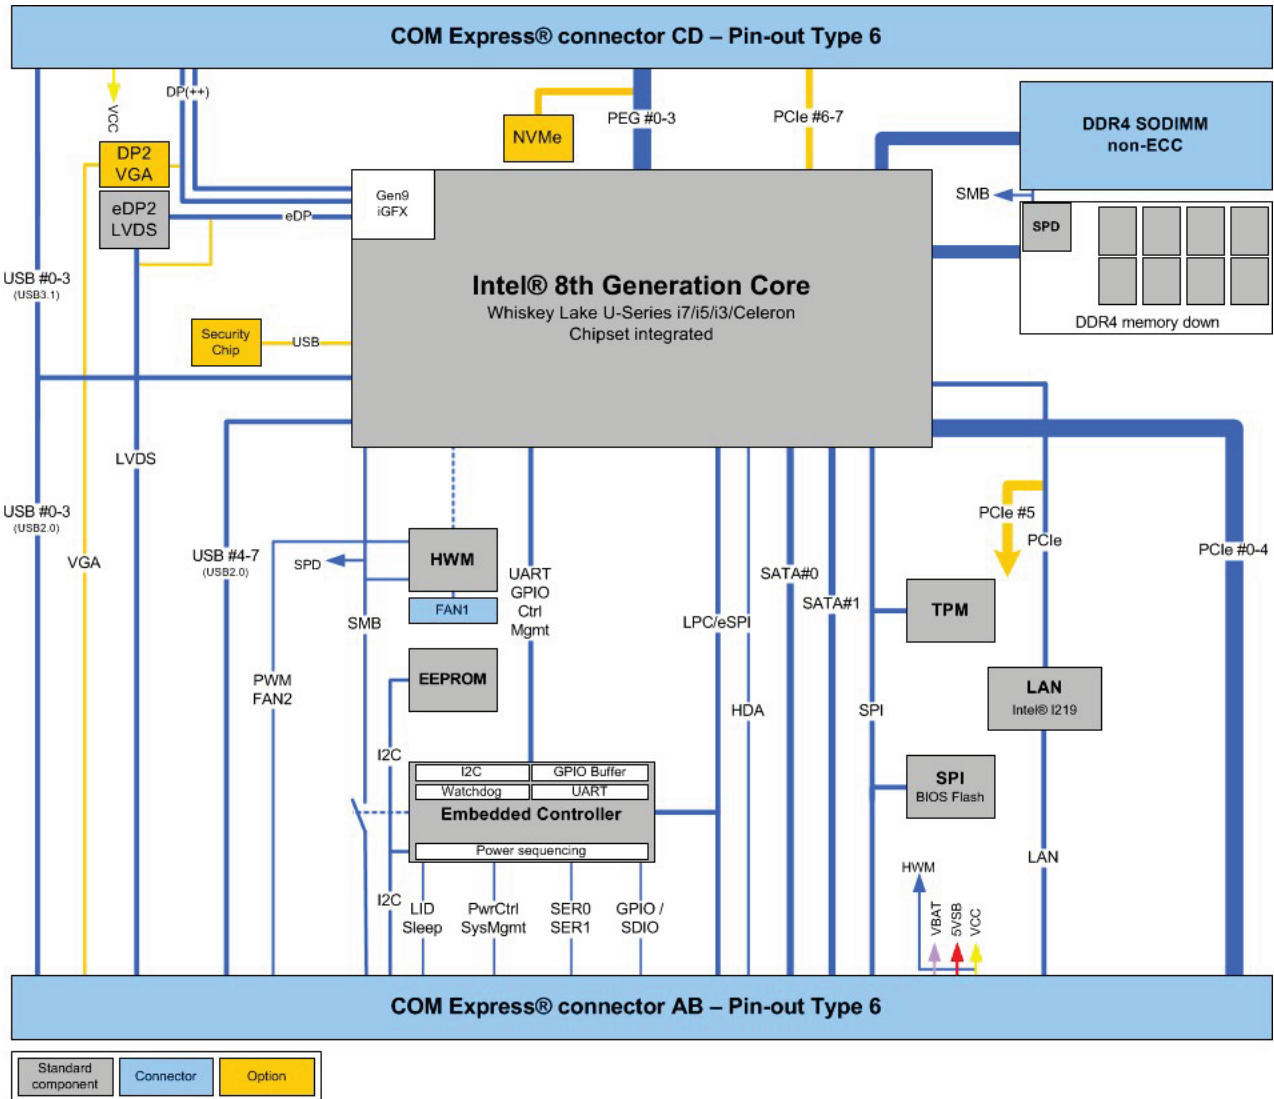 COM Express® connector CD – Pin-out Type 6
DP(++)
VCC
PEG #0-3
PCIe #6-7
NVMe
DDR4 SODIMM
non-ECC
DP2
VGA
eDP2
LVDS
eDP
Gen9
iGFX
SMB
SPD
DDR4 memory down
USB #0-3
(USB3.1)
Intel® 8th Generation Core
Whiskey Lake U-Series i7/i5/i3/Celeron
Chipset integrated
Security
Chip
USB
LVDS
USB #0-3
(USB2.0)
VGA
USB #4-7
(USB2.0)
SPD
HWM
FAN1
UART
GPIO
Ctrl
Mgmt
SATA#0
SATA#1
PCIe #5
PCIe
PCIe #0-4
TPM
SMB
LPC/eSPI
EEPROM
PWM
FAN2
HDA
SPI
LAN
Intel® I219
I2C
I2C
GPIO Buffer
Watchdog
UART
Embedded Controller
Power sequencing
SPI
BIOS Flash
LAN
I2C
LID
Sleep
PwrCtrl
SysMgmt
SER0
SER1
GPIO /
SDIO
HWM
VBAT
5VSB
VCC
COM Express® connector AB – Pin-out Type 6
Standard
component
Connector
Option